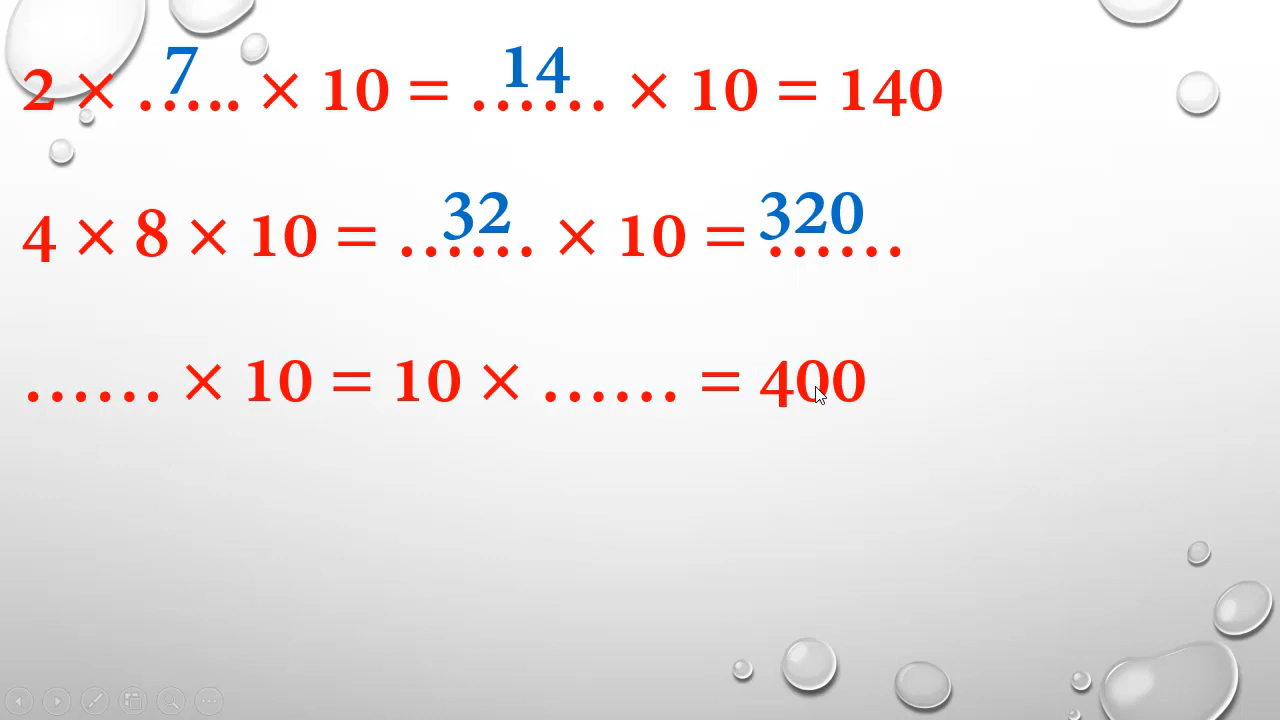 2 × ..7.. × 10 = ..14.. × 10 = 140
4 × 8 × 10 = ..32.. × 10 = 320......
...... × 10 = 10 × ...... = 400